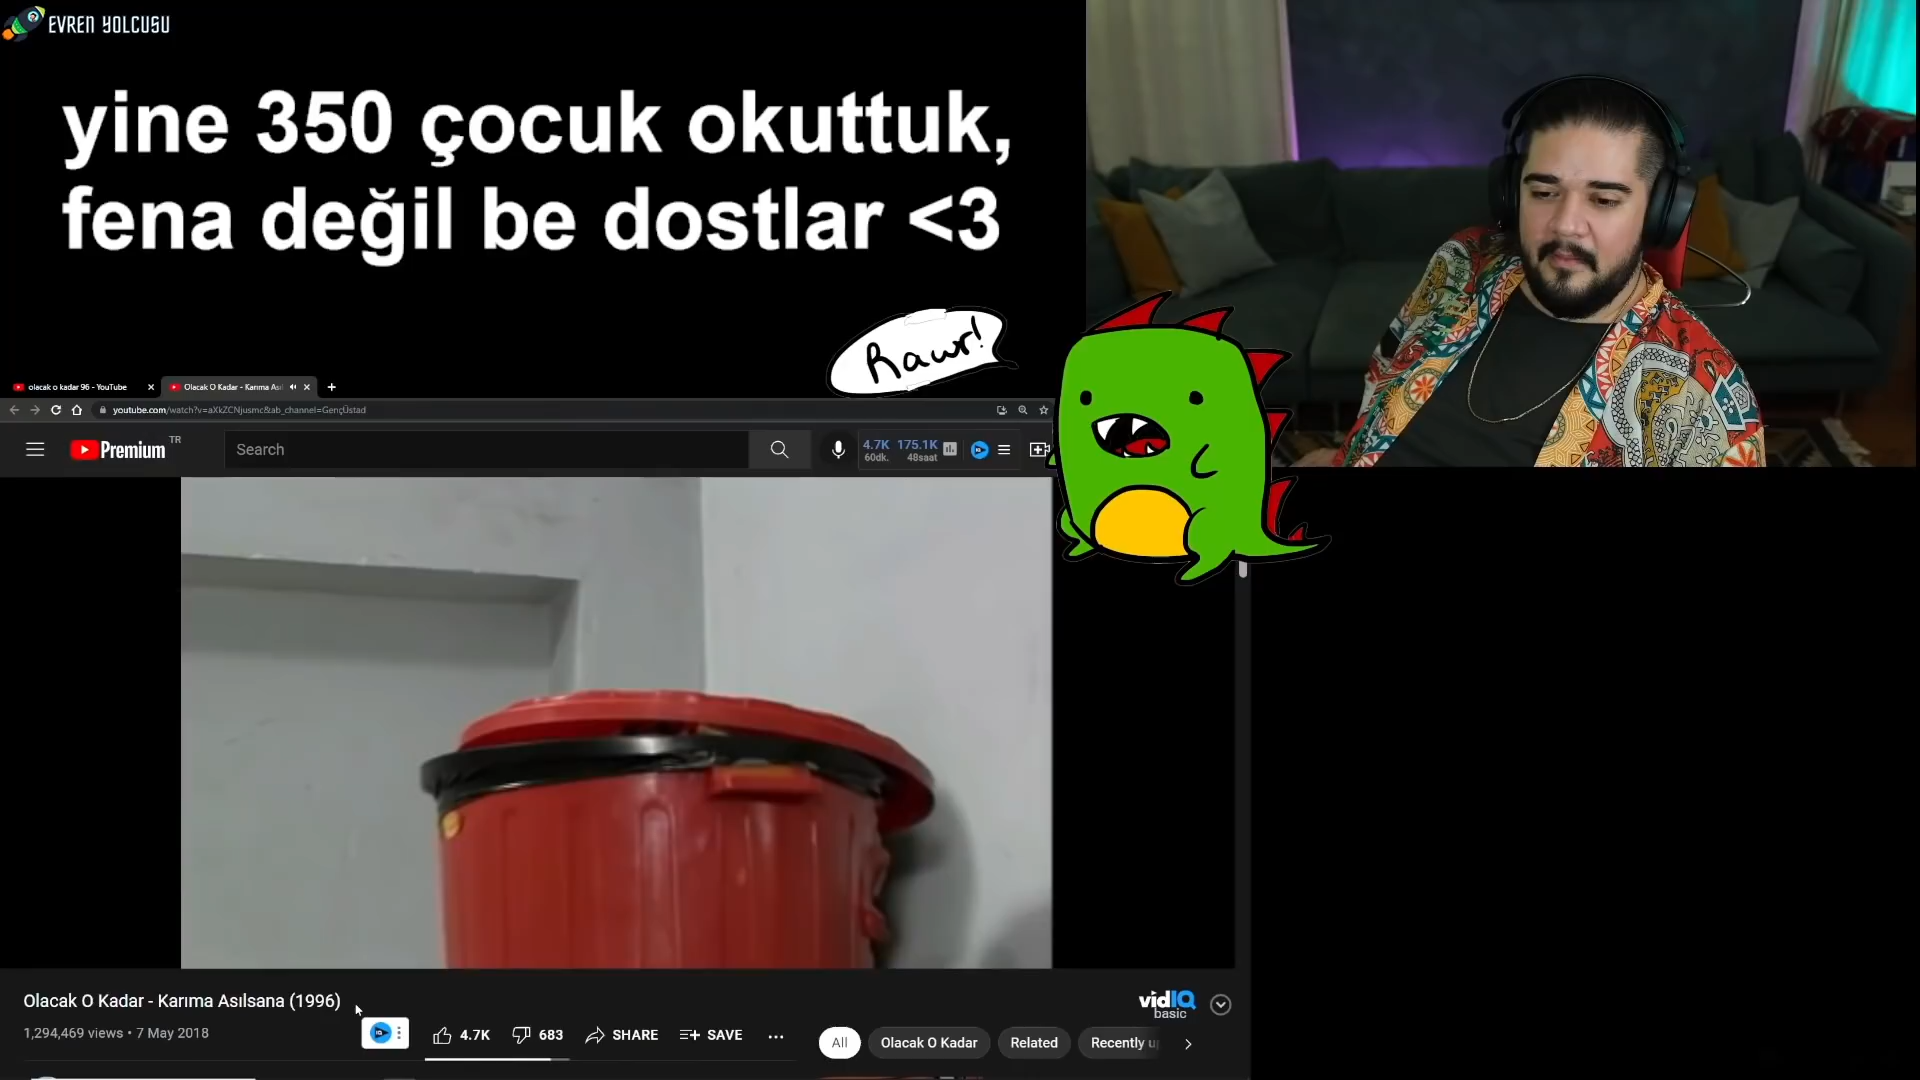 EVREN YOLCUSU
yine 350 çocuk okuttuk,
fena değil be dostlar <3
Rawr!
olacak o kadar 96 - YouTube
Olacak O Kadar - Karıma Ası
youtube.com/watch?v=aXkZCNjusmc&ab_channel=GençÜstad
Premium TR
Search
4.7K 175.1K
60dk. 48saat
Olacak O Kadar - Karıma Asılsana (1996)
vidIQ
basic
1,294,469 views • 7 May 2018
4.7K
683
SHARE
SAVE
All
Olacak O Kadar
Related
Recently u